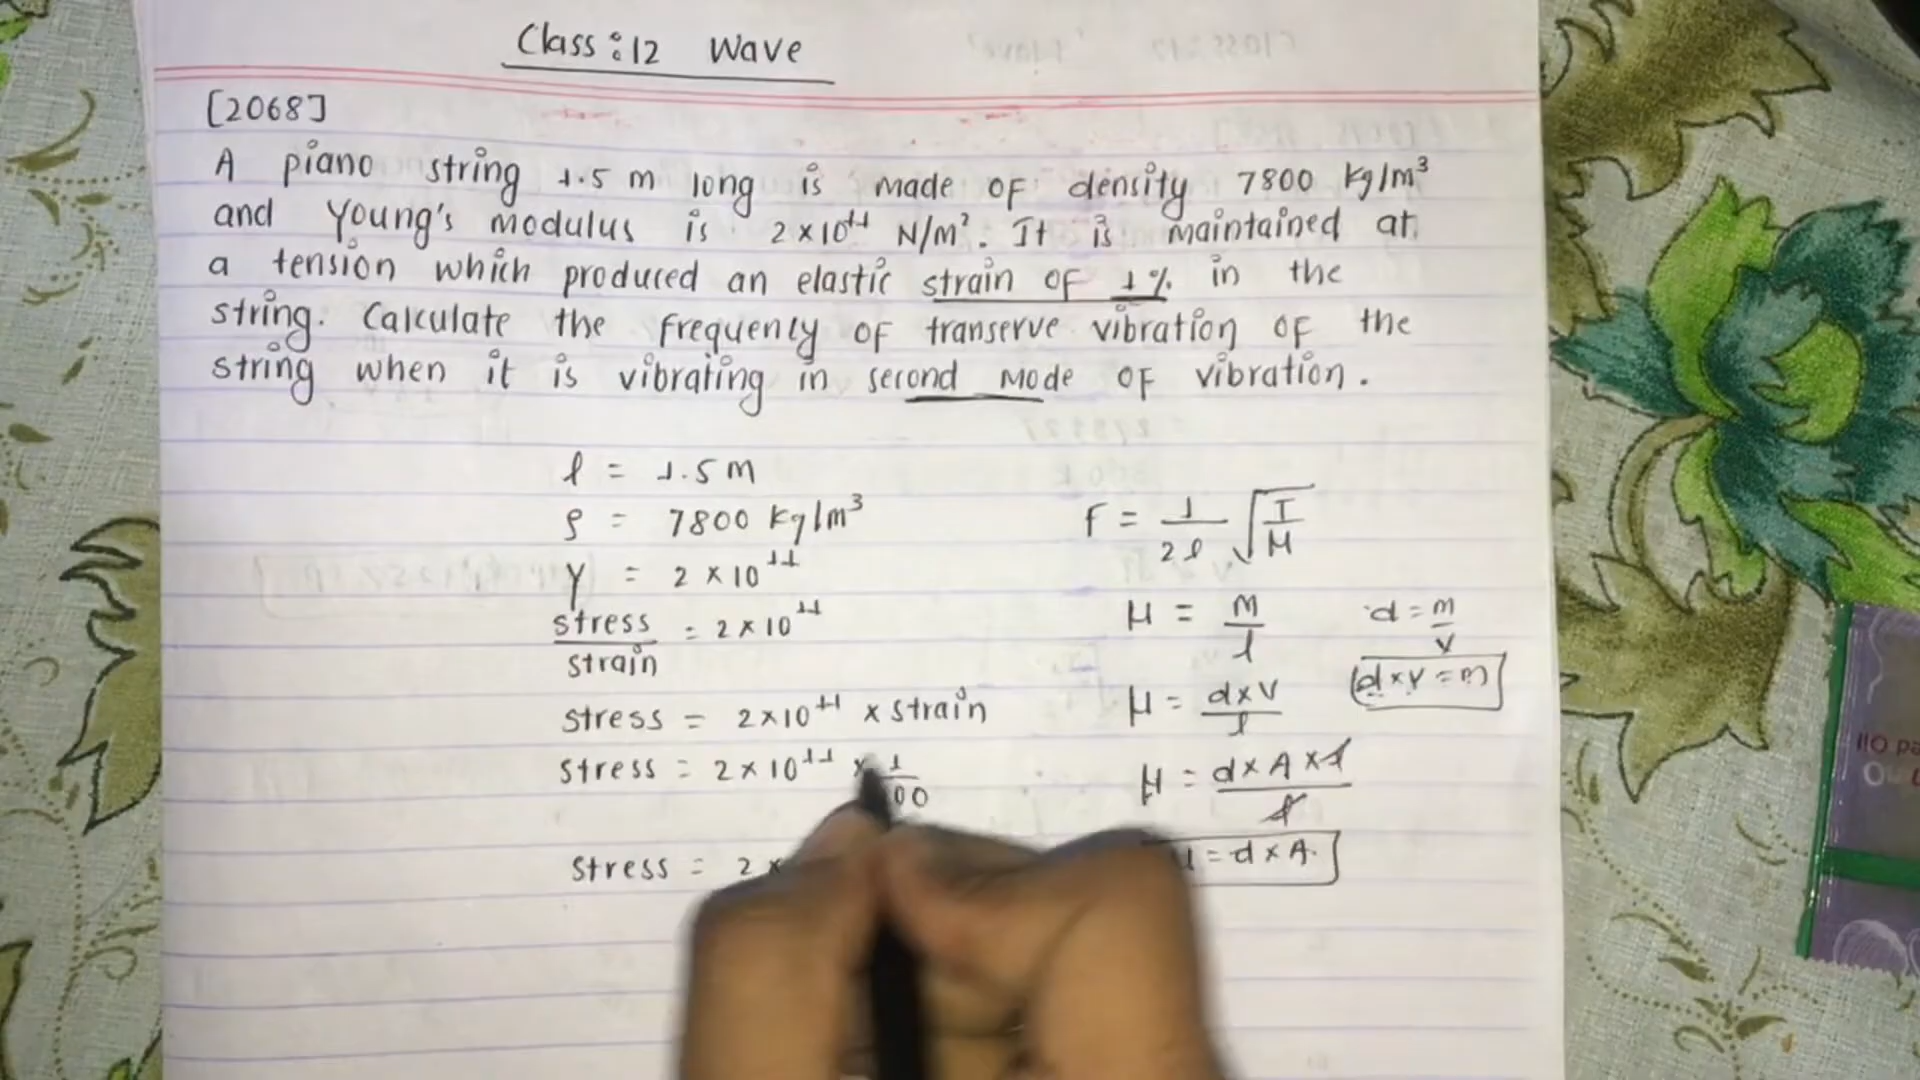 Class:12 Wave
[2068]
A piano string 1.5 m long is made of density 7800 kg/m³
and Young's modulus is 2×10¹¹ N/m². It is maintained at
a tension which produced an elastic strain of 1% in the
string. Calculate the frequency of transerve vibration of the
string when it is vibrating in second mode of vibration.
l = 1.5 m
ρ = 7800 kg/m³
Y = 2×10¹¹
stress/strain = 2×10¹¹
stress = 2×10¹¹ × strain
stress = 2×10¹¹ × 1/100
stress = 2×
F = 1/2l √T/μ
μ = m/l
d = m/v
μ = d×v/l
d×v = m
μ = d×A×l/l
μ = d×A.